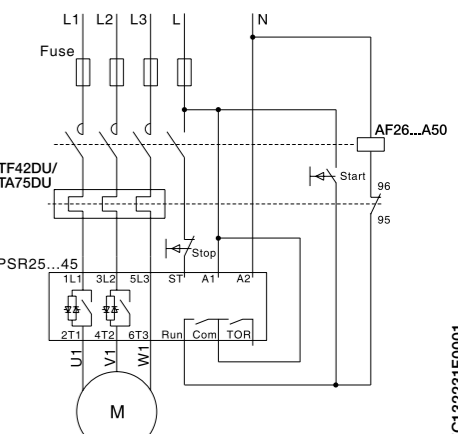 L1 L2 L3 L N
Fuse
AF26...A50
TF42DU/
TA75DU
Start
96
95
Stop
PSR25...45
1L1 3L2 5L3 ST A1 A2
2T1 4T2 6T3 Run Com TOR
U1 V1 W1
M